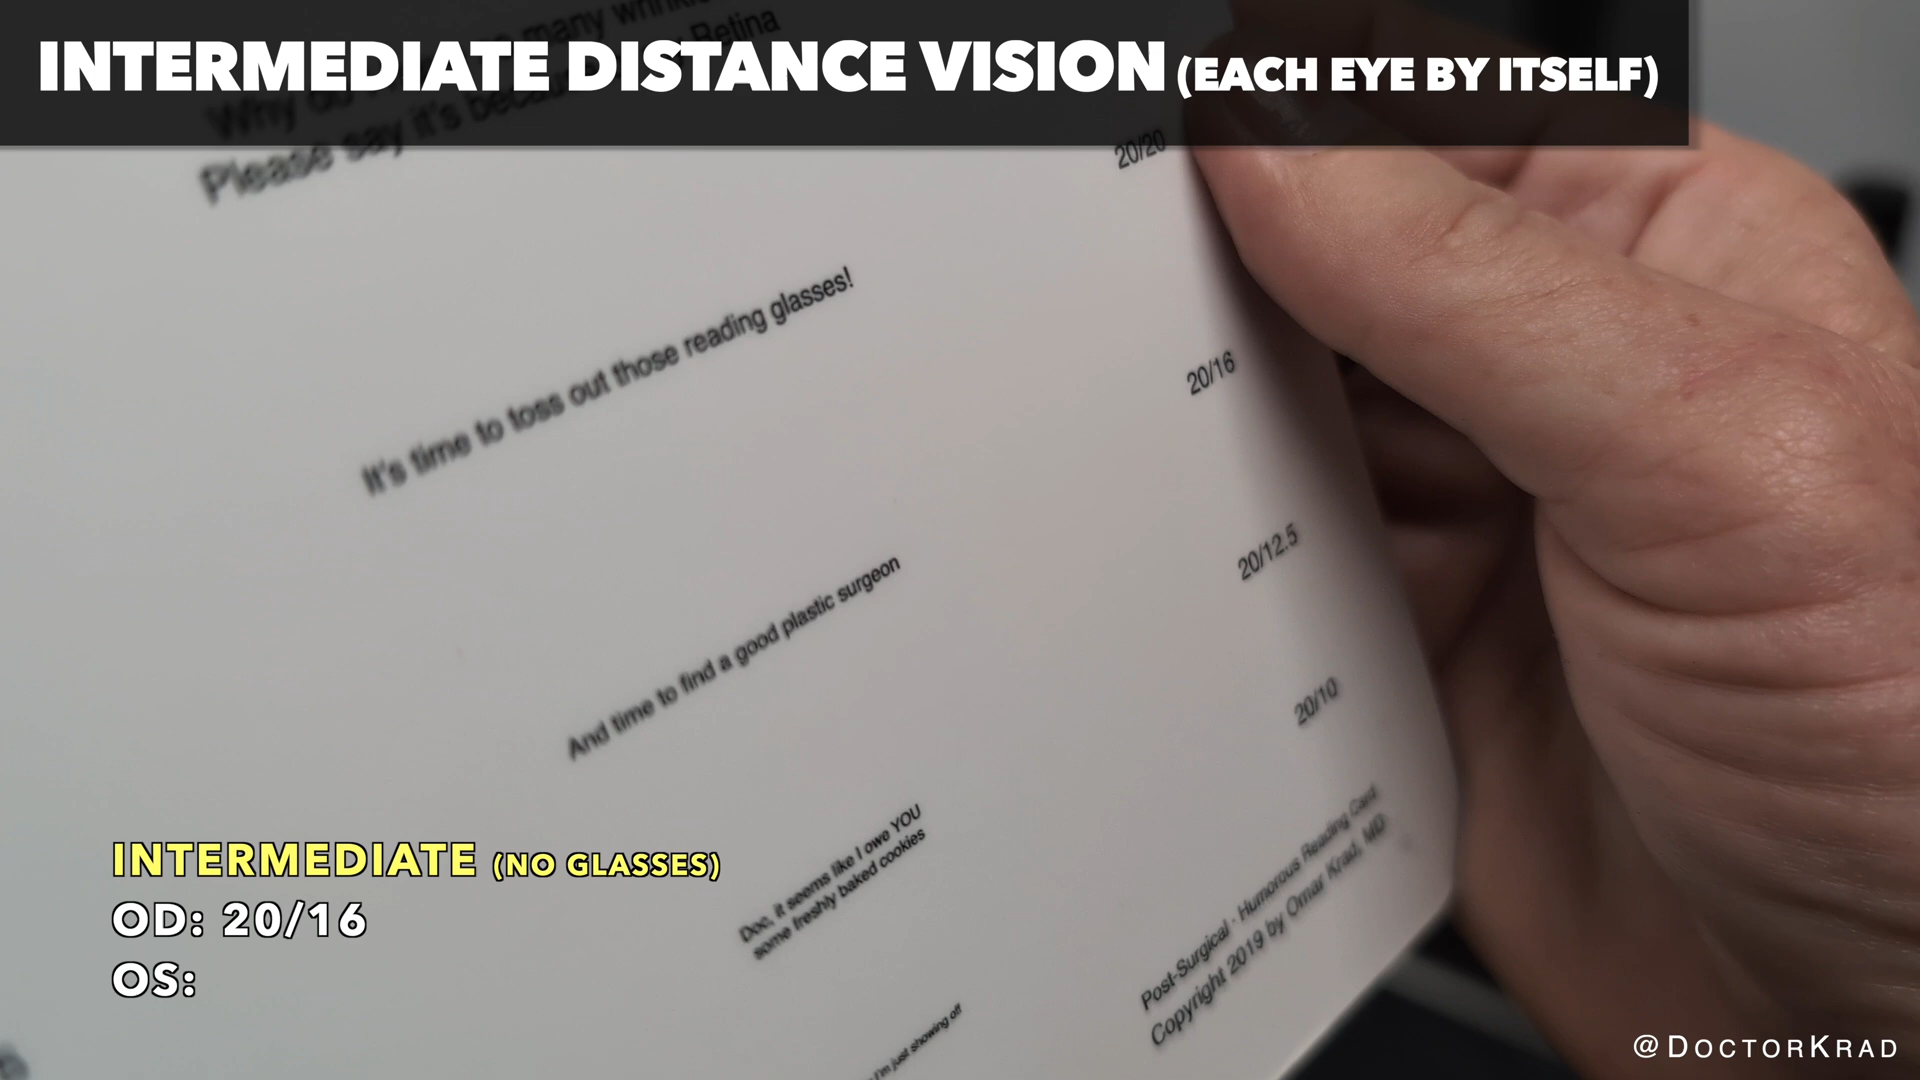 INTERMEDIATE DISTANCE VISION (EACH EYE BY ITSELF)
Why do many
Please say it's Retina
20/20
It's time to toss out those reading glasses!
20/16
And time to find a good plastic surgeon
20/12.5
Doc, it seems like I owe YOU
some freshly baked cookies
20/10
I'm just showing off
Post-Surgical · Humorous Reading Card
Copyright 2019 by Omar Krad, MD
INTERMEDIATE (NO GLASSES)
OD: 20/16
OS:
@DOCTORKRAD